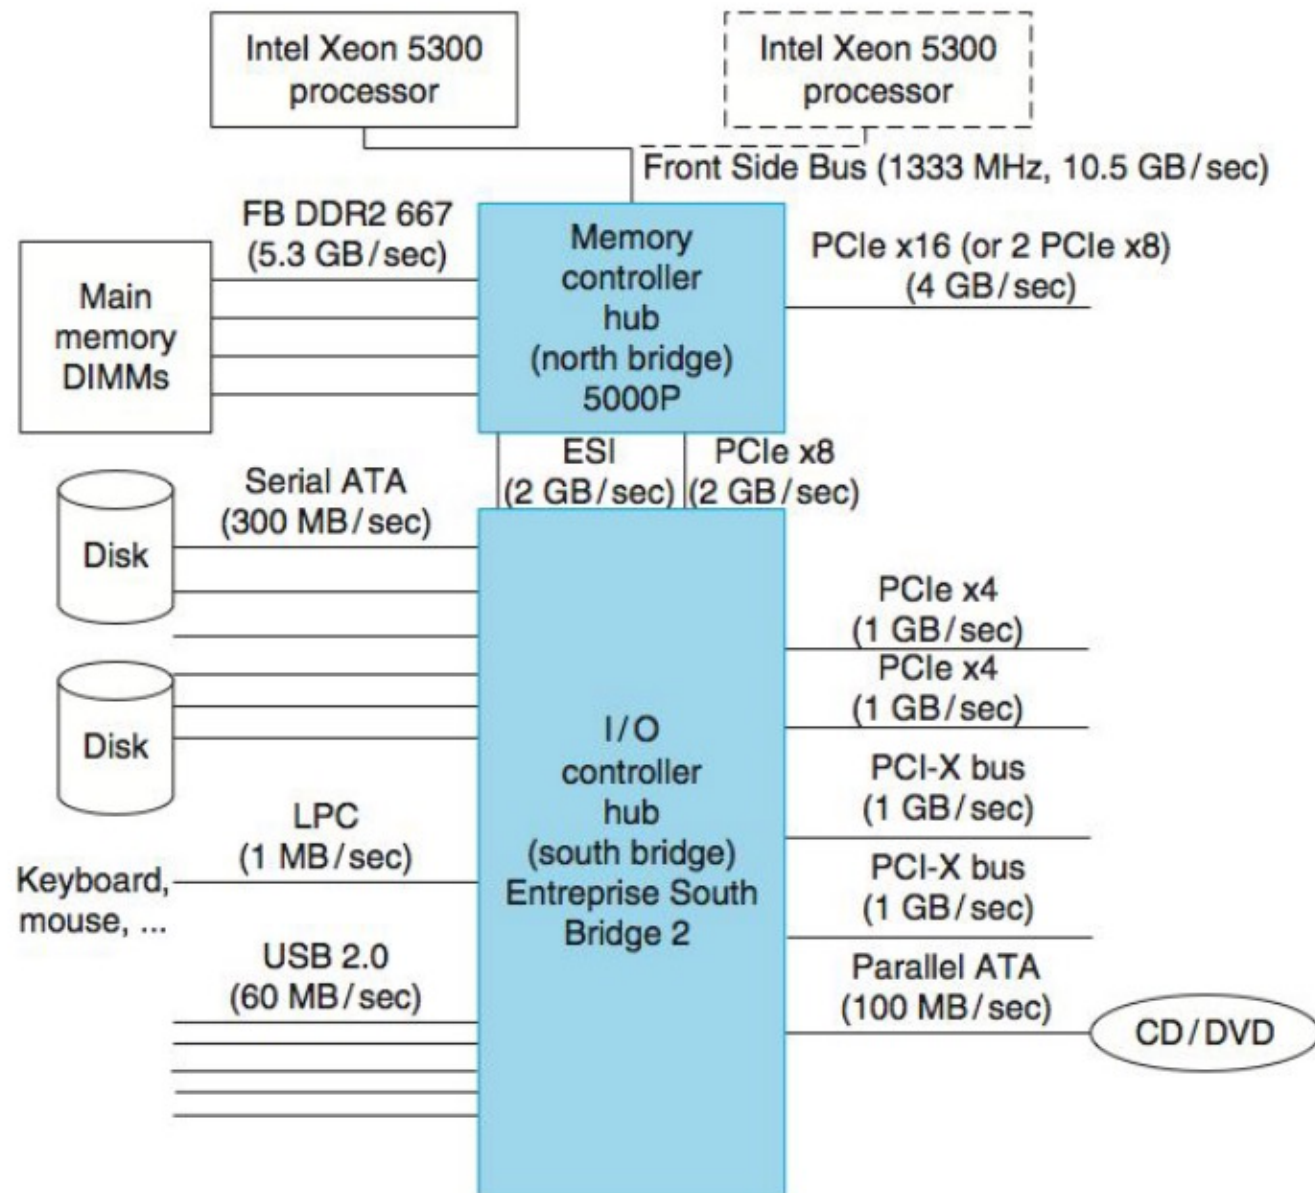 Intel Xeon 5300
processor
Intel Xeon 5300
processor
Front Side Bus (1333 MHz, 10.5 GB/sec)
FB DDR2 667
(5.3 GB/sec)
Main
memory
DIMMs
Memory
controller
hub
(north bridge)
5000P
PCIe x16 (or 2 PCIe x8)
(4 GB/sec)
ESI
(2 GB/sec)
PCIe x8
(2 GB/sec)
Serial ATA
(300 MB/sec)
Disk
Disk
LPC
(1 MB/sec)
Keyboard,
mouse, ...
USB 2.0
(60 MB/sec)
I/O
controller
hub
(south bridge)
Entreprise South
Bridge 2
PCIe x4
(1 GB/sec)
PCIe x4
(1 GB/sec)
PCI-X bus
(1 GB/sec)
PCI-X bus
(1 GB/sec)
Parallel ATA
(100 MB/sec)
CD/DVD